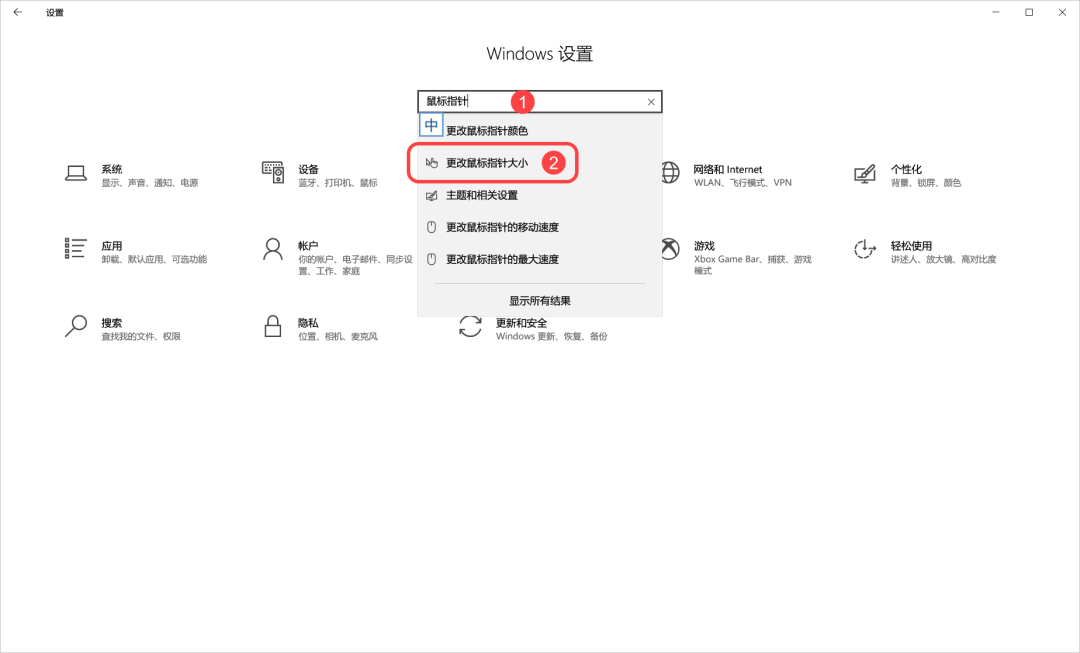 设置
Windows 设置
鼠标指针
1
中
更改鼠标指针颜色
更改鼠标指针大小
2
主题和相关设置
更改鼠标指针的移动速度
更改鼠标指针的最大速度
显示所有结果
系统
显示、声音、通知、电源
设备
蓝牙、打印机、鼠标
网络和 Internet
WLAN、飞行模式、VPN
个性化
背景、锁屏、颜色
应用
卸载、默认应用、可选功能
帐户
你的帐户、电子邮件、同步设
置、工作、家庭
游戏
Xbox Game Bar、捕获、游戏
模式
轻松使用
讲述人、放大镜、高对比度
搜索
查找我的文件、权限
隐私
位置、相机、麦克风
更新和安全
Windows 更新、恢复、备份